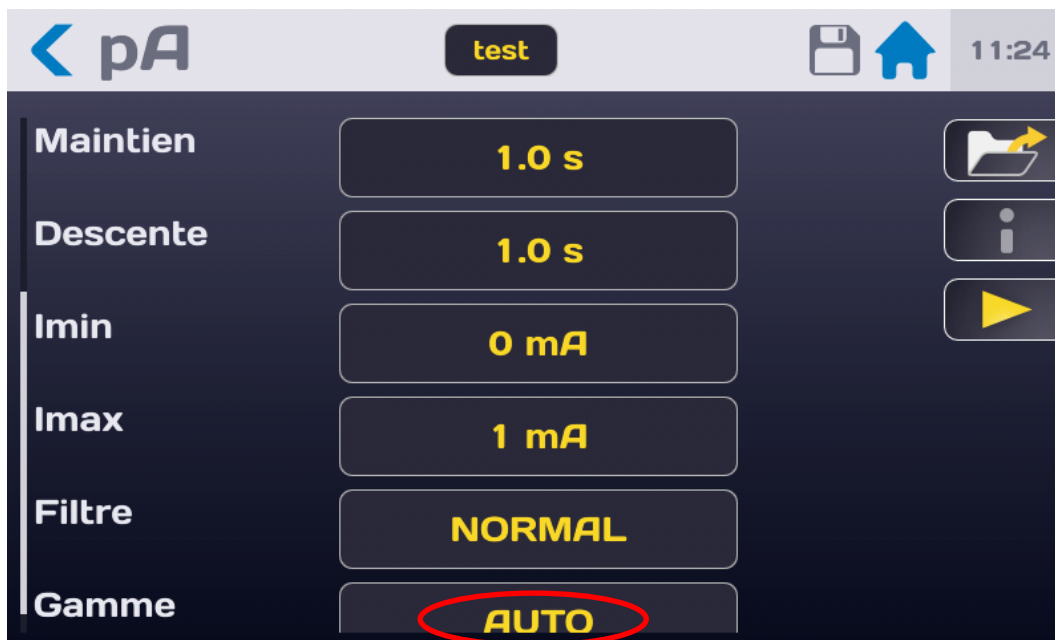 pA test 11:24
Maintien 1.0 s
Descente 1.0 s
Imin 0 mA
Imax 1 mA
Filtre NORMAL
Gamme AUTO